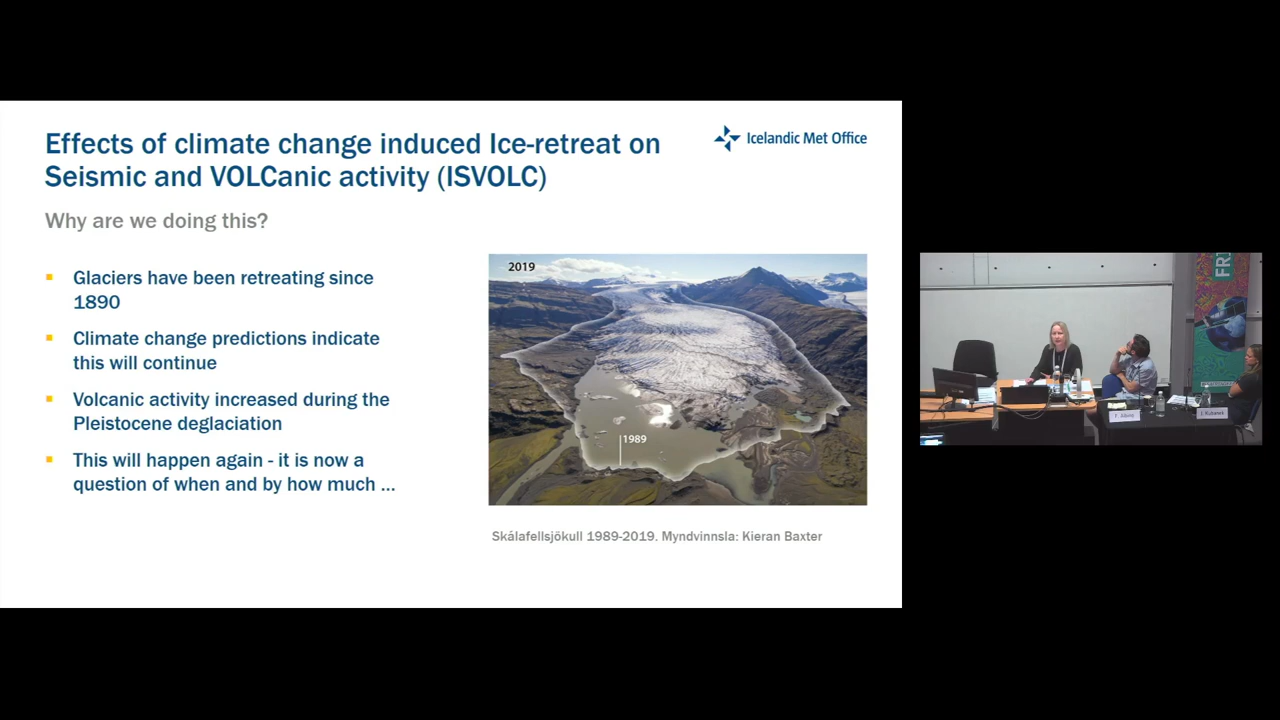 Effects of climate change induced Ice-retreat on
Seismic and VOLCanic activity (ISVOLC)
Icelandic Met Office
Why are we doing this?
Glaciers have been retreating since
1890
Climate change predictions indicate
this will continue
Volcanic activity increased during the
Pleistocene deglaciation
This will happen again - it is now a
question of when and by how much ...
2019
1989
Skálafellsjökull 1989-2019. Myndvinnsla: Kieran Baxter
FRI